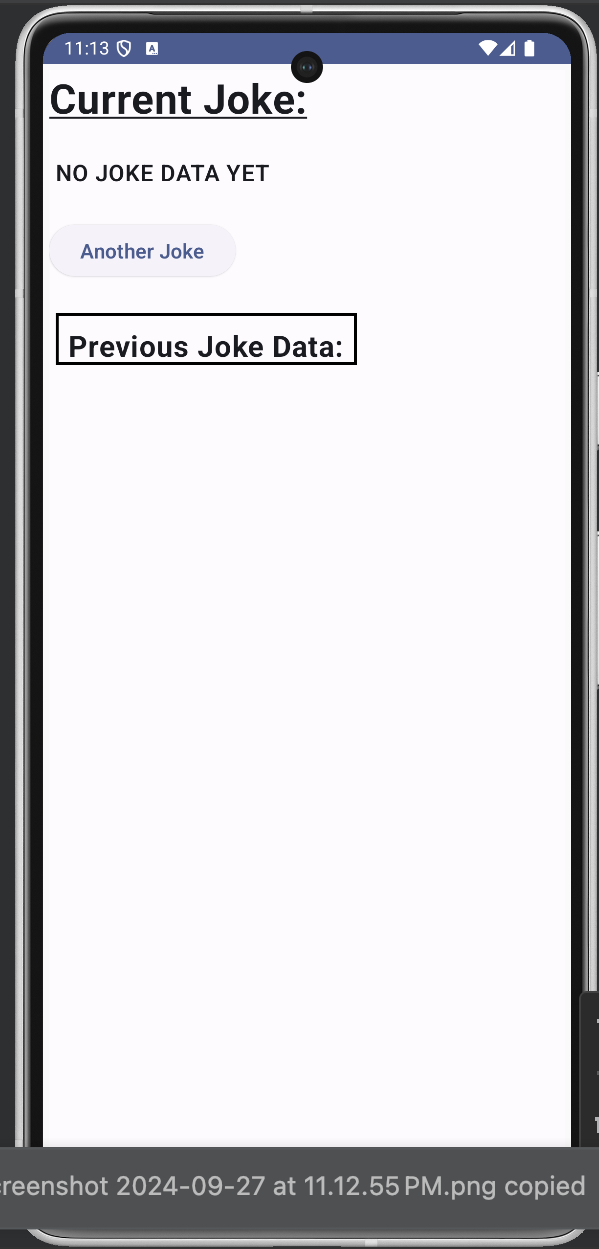 11:13
Current Joke:
NO JOKE DATA YET
Another Joke
Previous Joke Data:
reenshot 2024-09-27 at 11.12.55 PM.png copied